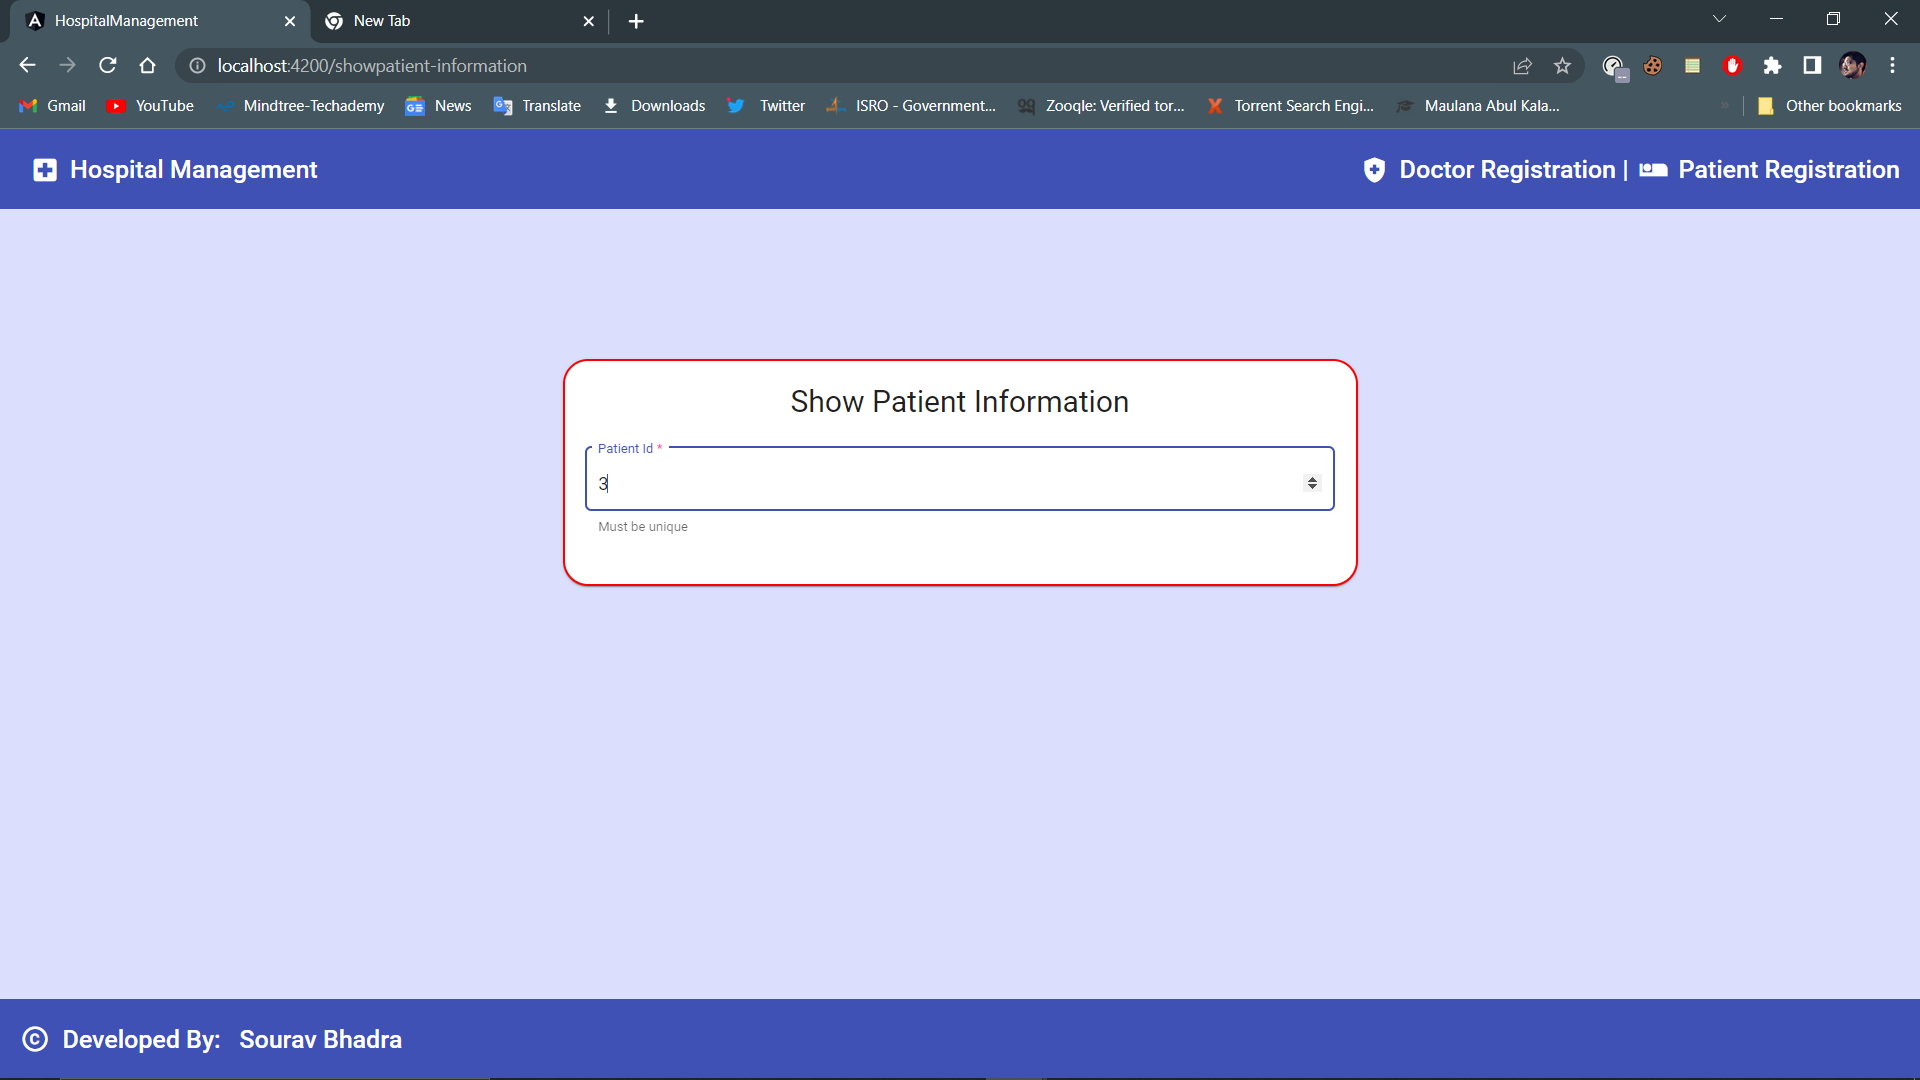 HospitalManagement
New Tab
localhost:4200/showpatient-information
Gmail
YouTube
Mindtree-Techademy
News
Translate
Downloads
Twitter
ISRO - Government...
Zooqle: Verified tor...
Torrent Search Engi...
Maulana Abul Kala...
Other bookmarks
Hospital Management
Doctor Registration | Patient Registration
Show Patient Information
Patient Id *
3
Must be unique
© Developed By: Sourav Bhadra